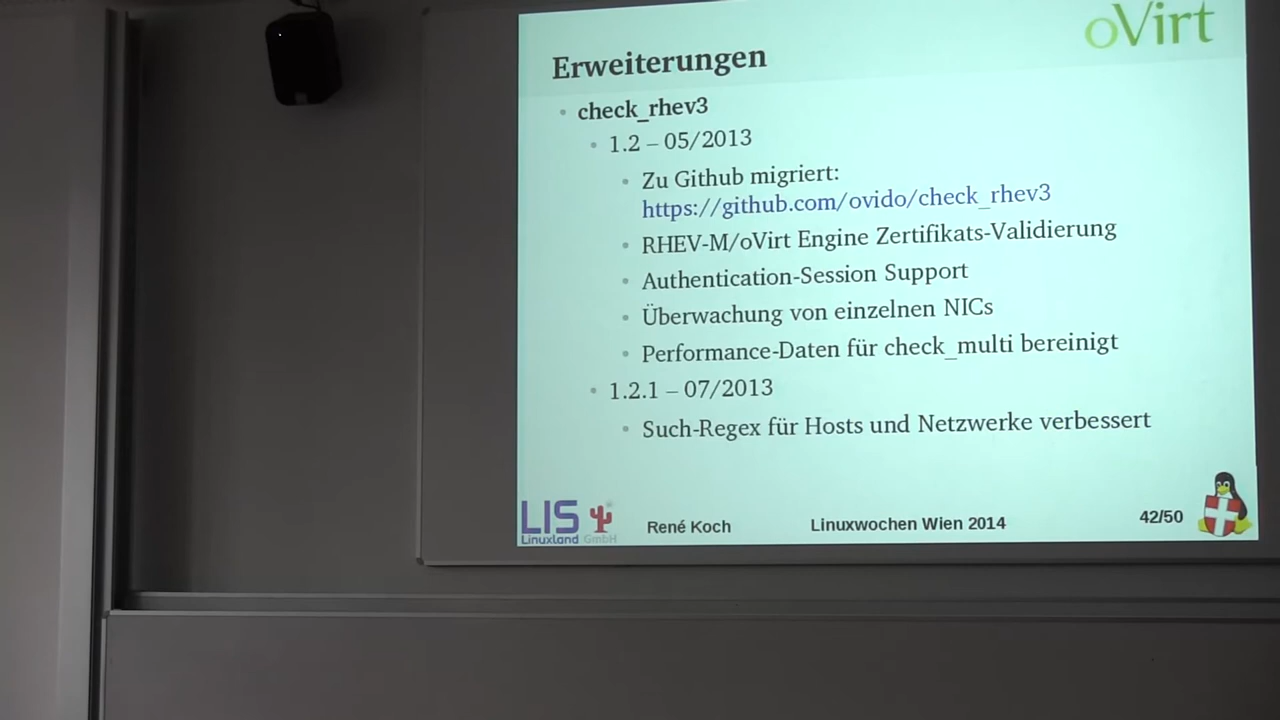 oVirt
Erweiterungen
check_rhev3
1.2 – 05/2013
Zu Github migriert:
https://github.com/ovido/check_rhev3
RHEV-M/oVirt Engine Zertifikats-Validierung
Authentication-Session Support
Überwachung von einzelnen NICs
Performance-Daten für check_multi bereinigt
1.2.1 – 07/2013
Such-Regex für Hosts und Netzwerke verbessert
LIS
Linuxland GmbH
René Koch
Linuxwochen Wien 2014
42/50